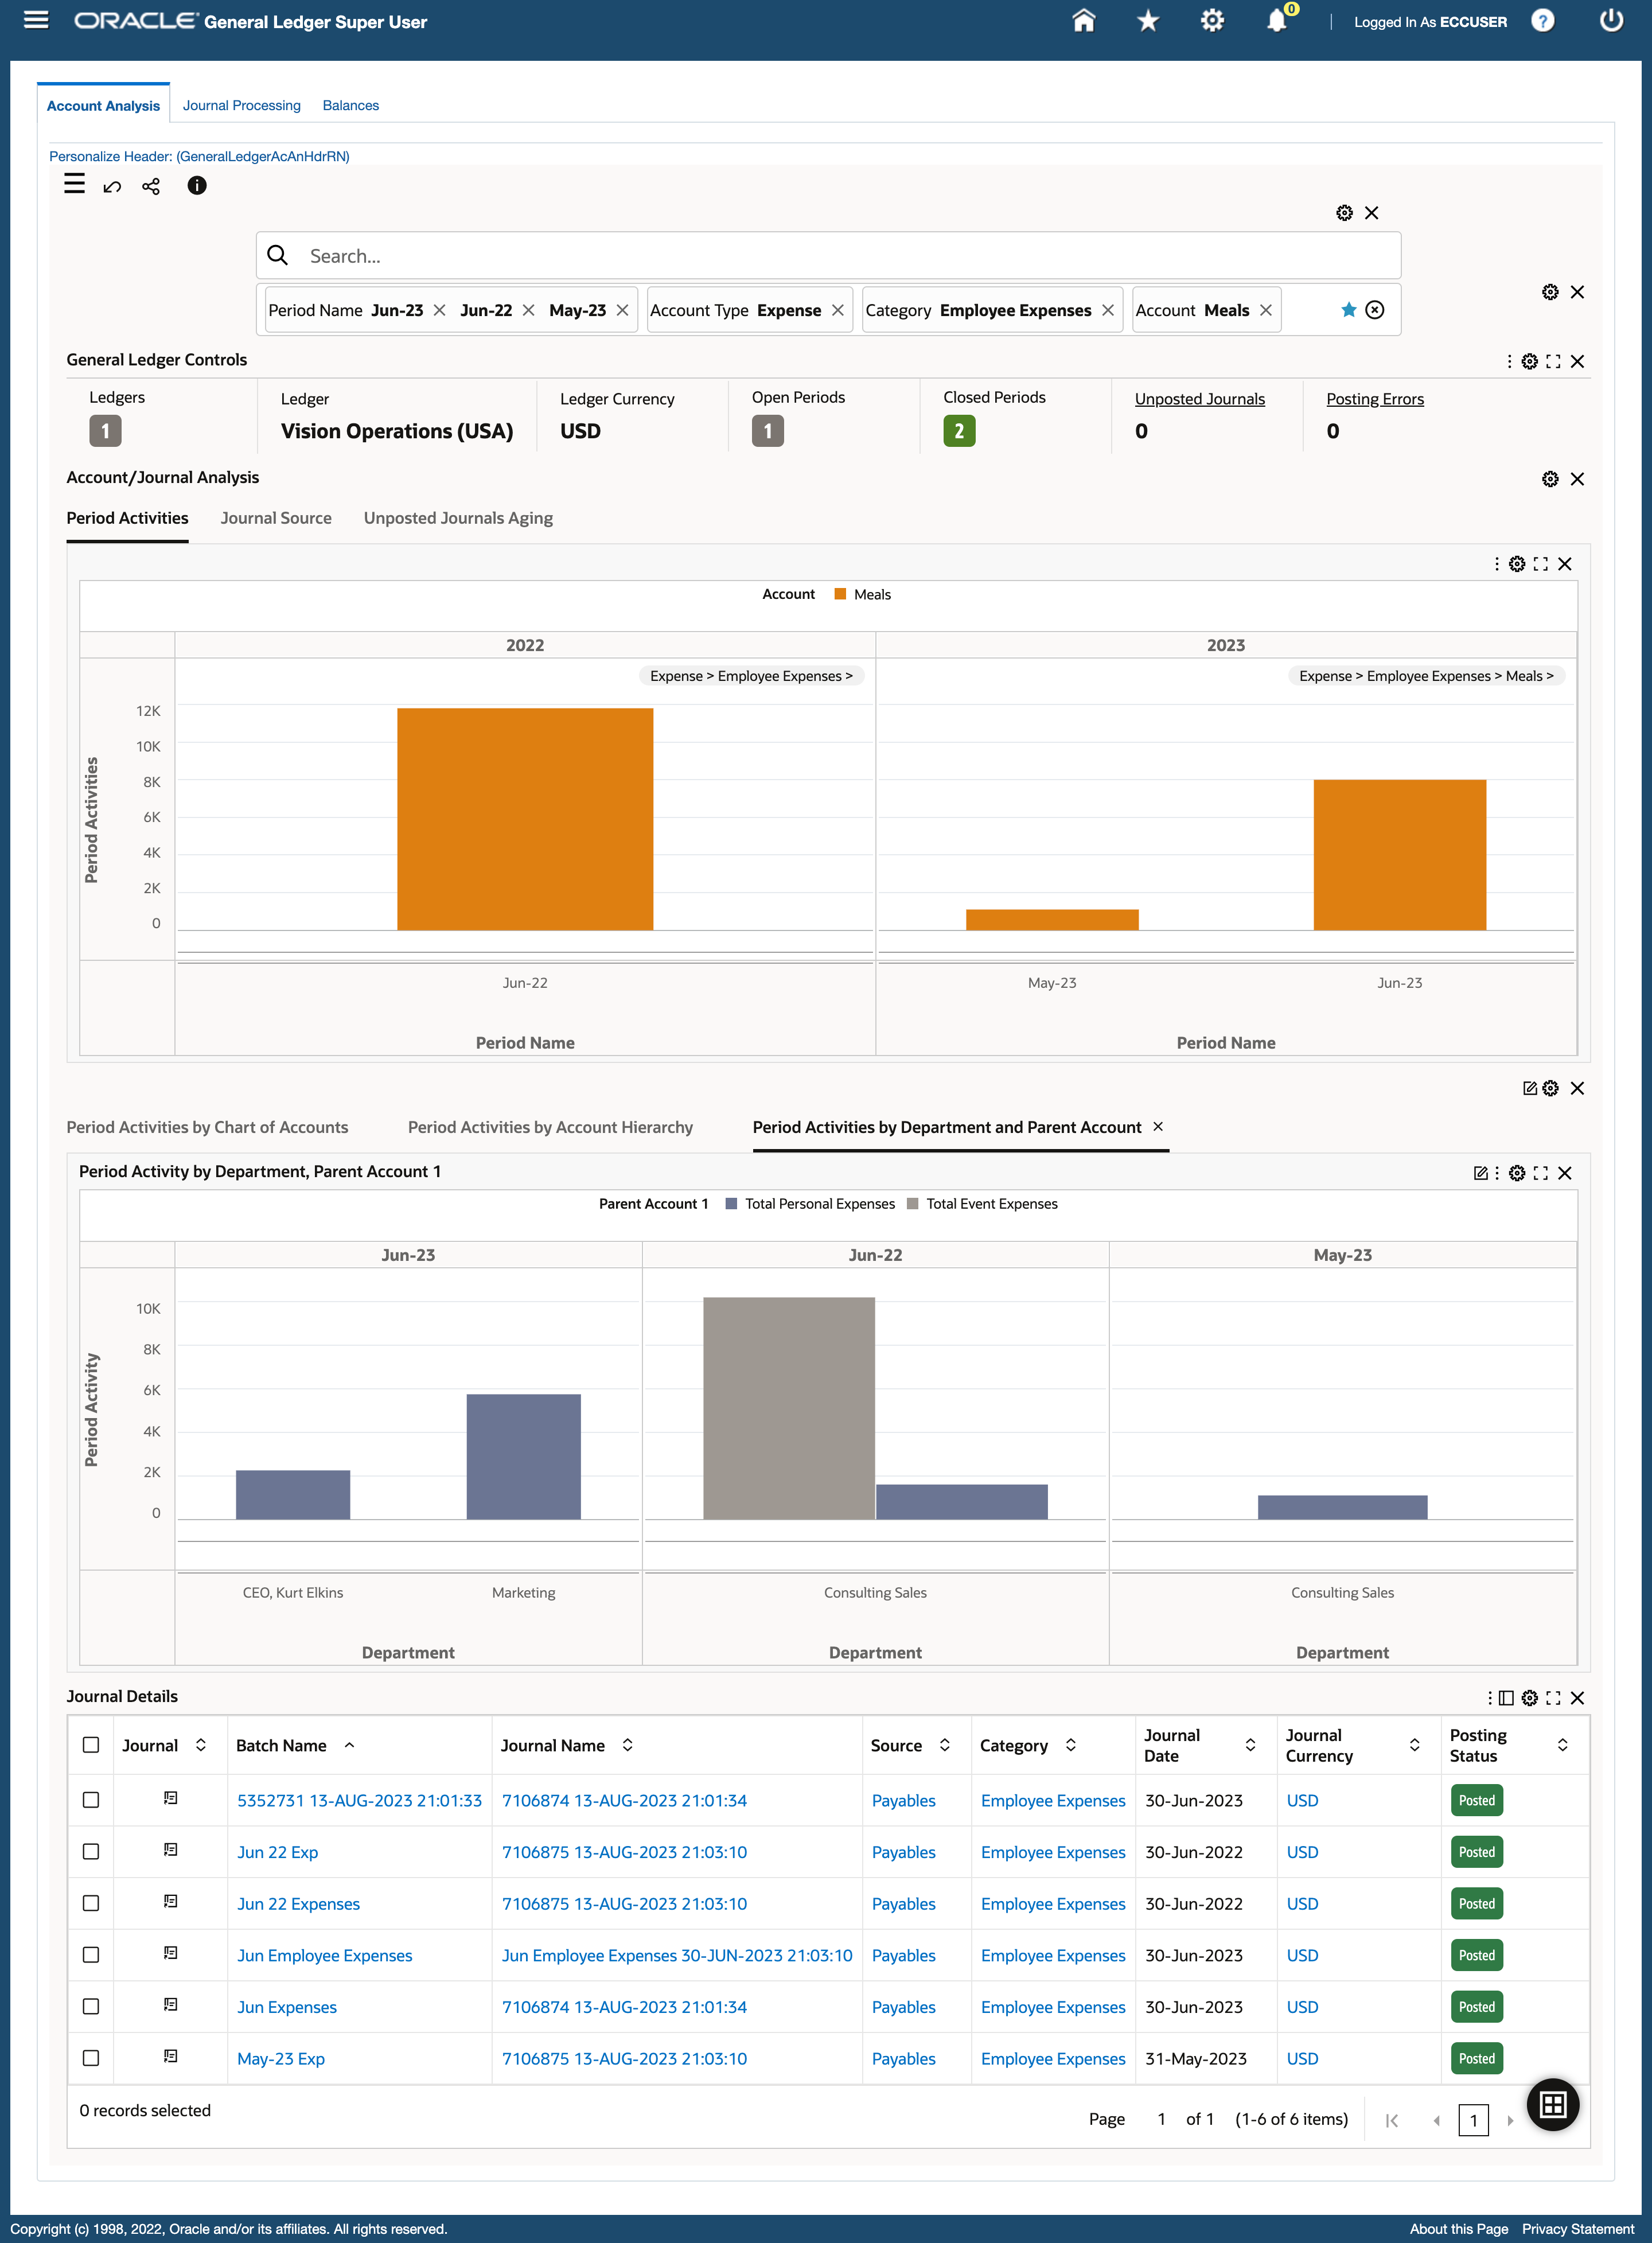 ORACLE General Ledger Super User
0
Logged In As ECCUSER
?
Account Analysis
Journal Processing
Balances
Personalize Header: (GeneralLedgerAcAnHdrRN)
Search...
Period Name Jun-23 Jun-22 May-23 Account Type Expense Category Employee Expenses Account Meals
General Ledger Controls
Ledgers
1
Ledger
Vision Operations (USA)
Ledger Currency
USD
Open Periods
1
Closed Periods
2
Unposted Journals
0
Posting Errors
0
Account/Journal Analysis
Period Activities Journal Source Unposted Journals Aging
Account Meals
2022 2023
Expense > Employee Expenses >
Expense > Employee Expenses > Meals >
Period Activities
12K
10K
8K
6K
4K
2K
0
Jun-22 May-23 Jun-23
Period Name Period Name
Period Activities by Chart of Accounts Period Activities by Account Hierarchy Period Activities by Department and Parent Account
Period Activity by Department, Parent Account 1
Parent Account 1 Total Personal Expenses Total Event Expenses
Jun-23 Jun-22 May-23
Period Activity
10K
8K
6K
4K
2K
0
CEO, Kurt Elkins Marketing Consulting Sales Consulting Sales
Department Department Department
Journal Details
Journal Batch Name Journal Name Source Category Journal Date Journal Currency Posting Status
5352731 13-AUG-2023 21:01:33 7106874 13-AUG-2023 21:01:34 Payables Employee Expenses 30-Jun-2023 USD Posted
Jun 22 Exp 7106875 13-AUG-2023 21:03:10 Payables Employee Expenses 30-Jun-2022 USD Posted
Jun 22 Expenses 7106875 13-AUG-2023 21:03:10 Payables Employee Expenses 30-Jun-2022 USD Posted
Jun Employee Expenses Jun Employee Expenses 30-JUN-2023 21:03:10 Payables Employee Expenses 30-Jun-2023 USD Posted
Jun Expenses 7106874 13-AUG-2023 21:01:34 Payables Employee Expenses 30-Jun-2023 USD Posted
May-23 Exp 7106875 13-AUG-2023 21:03:10 Payables Employee Expenses 31-May-2023 USD Posted
0 records selected
Page 1 of 1 (1-6 of 6 items) 1
Copyright (c) 1998, 2022, Oracle and/or its affiliates. All rights reserved.
About this Page Privacy Statement